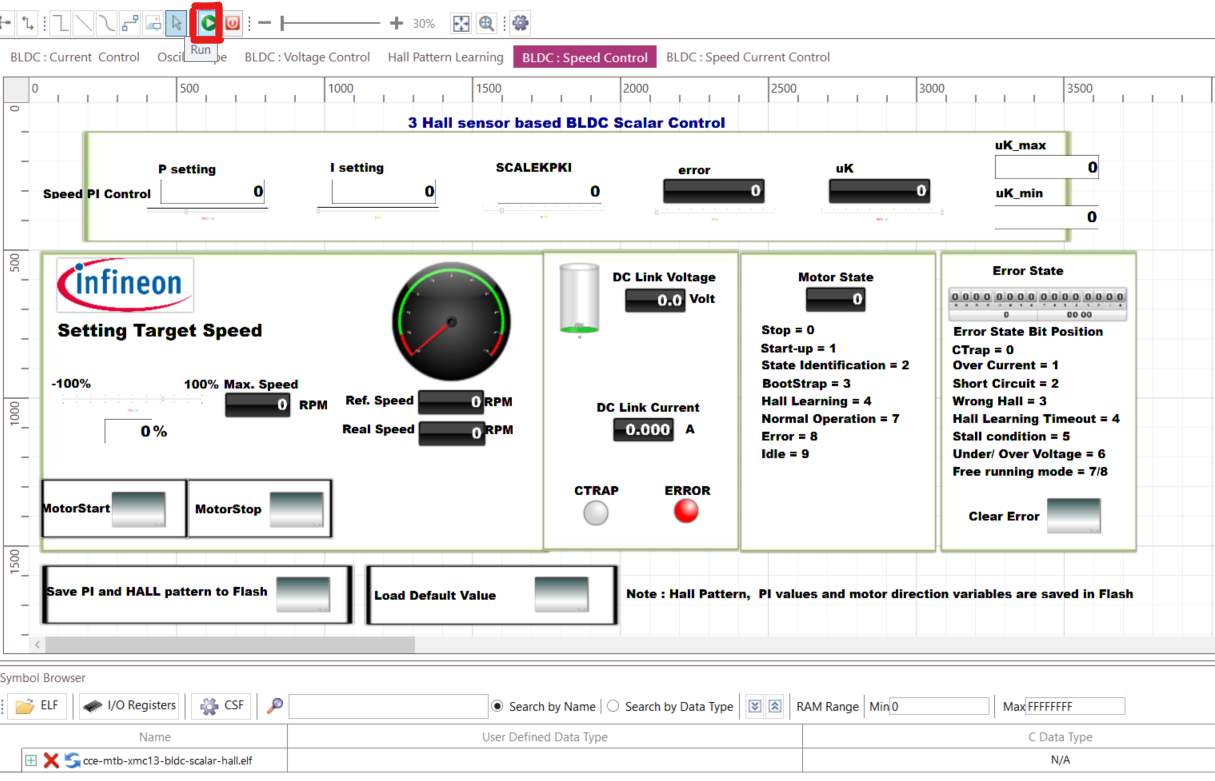 30%
Run
BLDC : Current Control
BLDC : Voltage Control
Hall Pattern Learning
BLDC : Speed Control
BLDC : Speed Current Control
0 500 1000 1500 2000 2500 3000 3500
0
500
1000
1500
3 Hall sensor based BLDC Scalar Control
Speed PI Control
P setting
0
I setting
0
SCALEKPKI
0
error
0
uK
0
uK_max
0
uK_min
0
infineon
Setting Target Speed
-100%
100%
0 %
Max. Speed
0 RPM
Ref. Speed 0 RPM
Real Speed 0 RPM
MotorStart
MotorStop
DC Link Voltage
0.0 Volt
DC Link Current
0.000 A
CTRAP
ERROR
Motor State
0
Stop = 0
Start-up = 1
State Identification = 2
BootStrap = 3
Hall Learning = 4
Normal Operation = 7
Error = 8
Idle = 9
Error State
0 0 0 0 0 0 0 0 0 0 0 0 0 0 0 0
0 00 00
Error State Bit Position
CTrap = 0
Over Current = 1
Short Circuit = 2
Wrong Hall = 3
Hall Learning Timeout = 4
Stall condition = 5
Under/ Over Voltage = 6
Free running mode = 7/8
Clear Error
Save PI and HALL pattern to Flash
Load Default Value
Note : Hall Pattern, PI values and motor direction variables are saved in Flash
Symbol Browser
ELF
I/O Registers
CSF
Search by Name
Search by Data Type
RAM Range
Min 0
Max FFFFFFFF
Name
User Defined Data Type
C Data Type
cce-mtb-xmc13-bldc-scalar-hall.elf
N/A